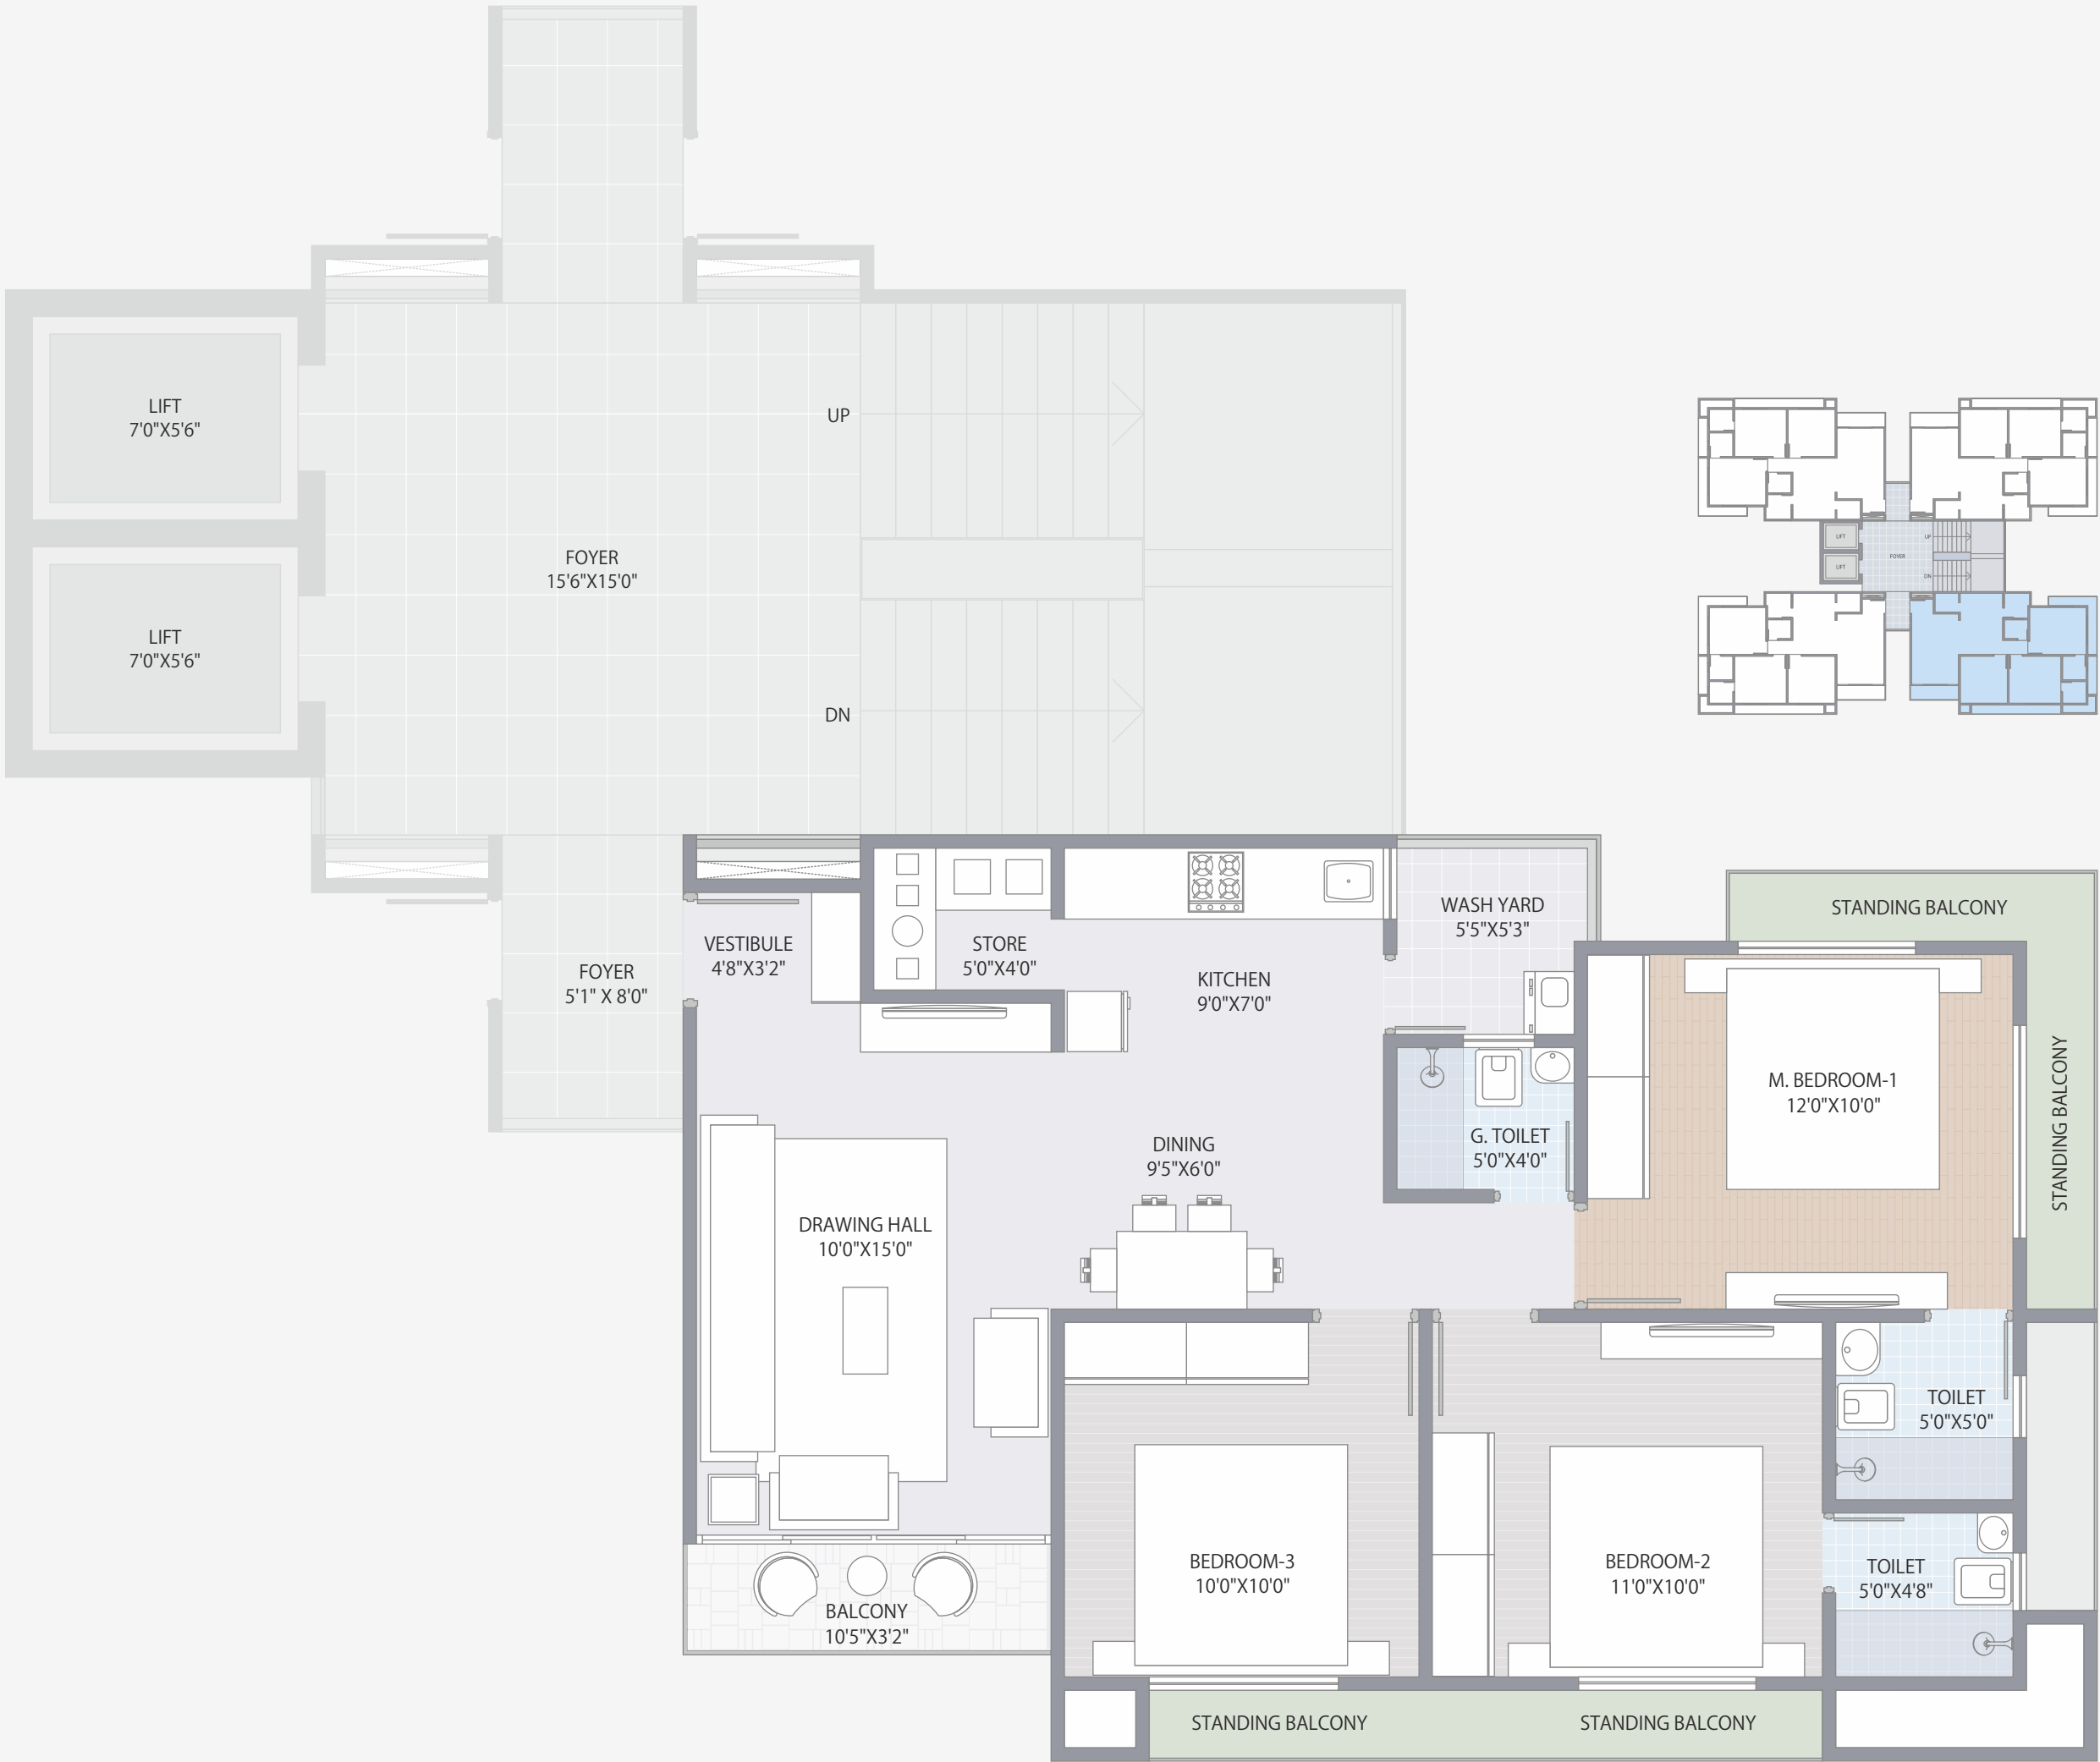 LIFT
7'0"X5'6"
UP
FOYER
15'6"X15'0"
LIFT
7'0"X5'6"
DN
LIFT
UP
FOYER
LIFT
DN
FOYER
5'1" X 8'0"
VESTIBULE
4'8"X3'2"
STORE
5'0"X4'0"
KITCHEN
9'0"X7'0"
WASH YARD
5'5"X5'3"
STANDING BALCONY
STANDING BALCONY
M. BEDROOM-1
12'0"X10'0"
G. TOILET
5'0"X4'0"
DINING
9'5"X6'0"
DRAWING HALL
10'0"X15'0"
TOILET
5'0"X5'0"
BEDROOM-3
10'0"X10'0"
BEDROOM-2
11'0"X10'0"
TOILET
5'0"X4'8"
BALCONY
10'5"X3'2"
STANDING BALCONY
STANDING BALCONY